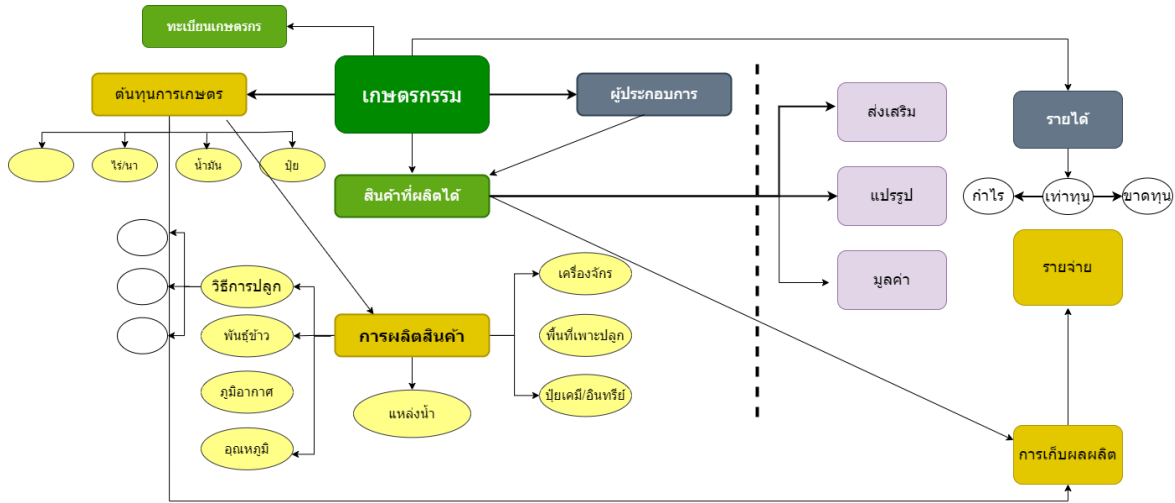 ทะเบียนเกษตรกร
ต้นทุนการเกษตร
เกษตรกรรม
ผู้ประกอบการ
ส่งเสริม
รายได้
ไร่/นา
น้ำมัน
ปุ๋ย
สินค้าที่ผลิตได้
แปรรูป
กำไร
เท่าทุน
ขาดทุน
วิธีการปลูก
เครื่องจักร
มูลค่า
รายจ่าย
พันธุ์ข้าว
การผลิตสินค้า
พื้นที่เพาะปลูก
ภูมิอากาศ
แหล่งน้ำ
ปุ๋ยเคมี/อินทรีย์
อุณหภูมิ
การเก็บผลผลิต